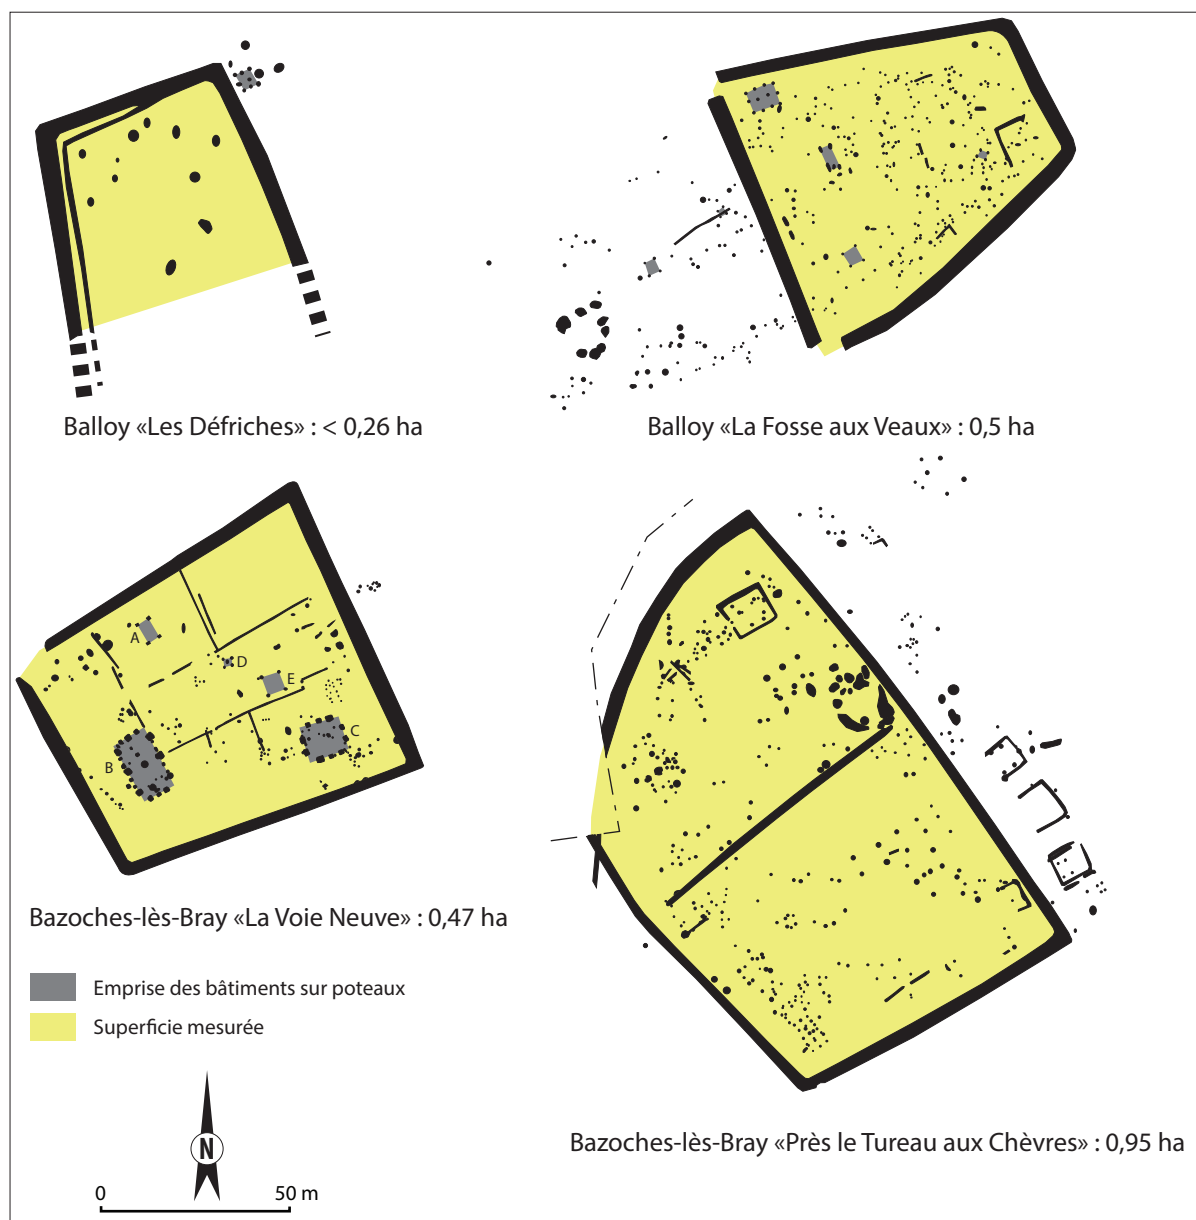 Balloy «Les Défriches» : < 0,26 ha
Balloy «La Fosse aux Veaux» : 0,5 ha
A
D
E
C
B
Bazoches-lès-Bray «La Voie Neuve» : 0,47 ha
Emprise des bâtiments sur poteaux
Superficie mesurée
Bazoches-lès-Bray «Près le Tureau aux Chèvres» : 0,95 ha
N
0 50 m